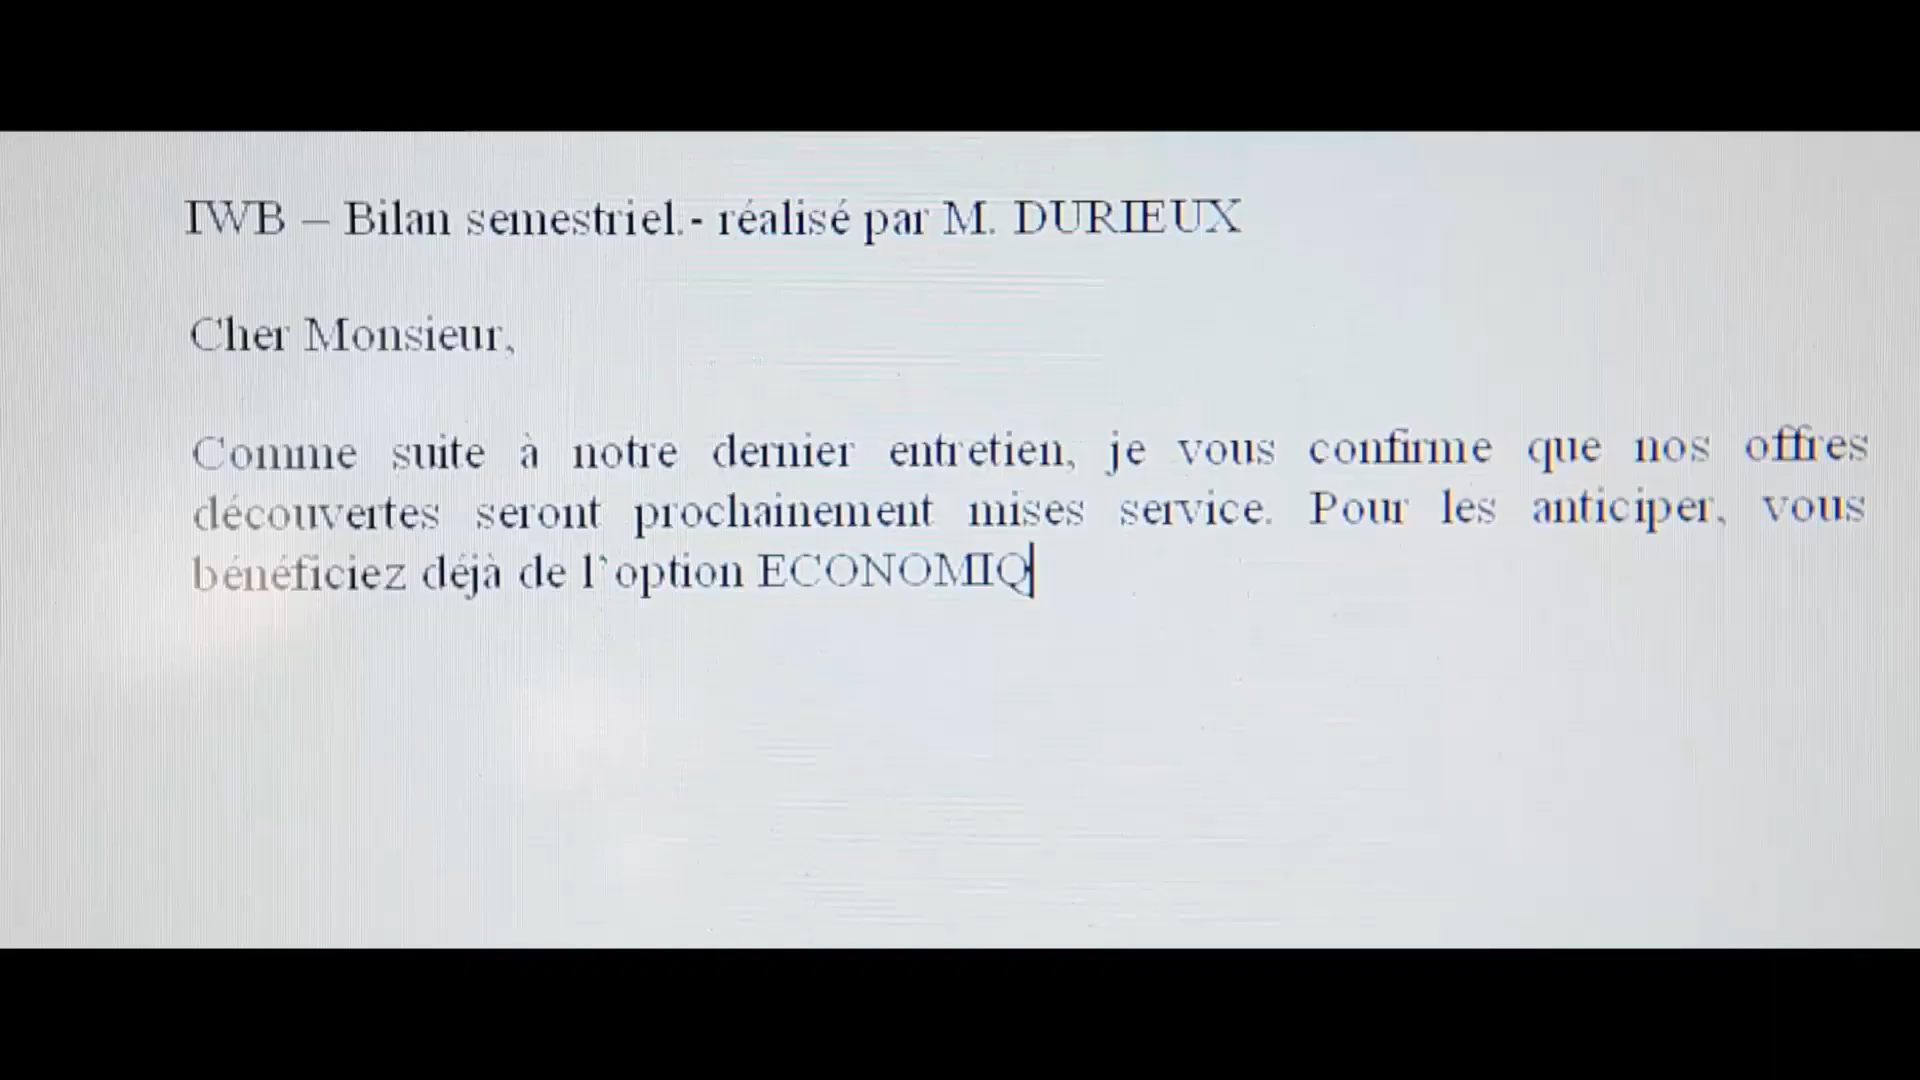 IWB – Bilan semestriel.- réalisé par M. DURIEUX
Cher Monsieur,
Comme suite à notre dernier entretien, je vous confirme que nos offres
découvertes seront prochainement mises service. Pour les anticiper, vous
bénéficiez déjà de l'option ECONOMIQ